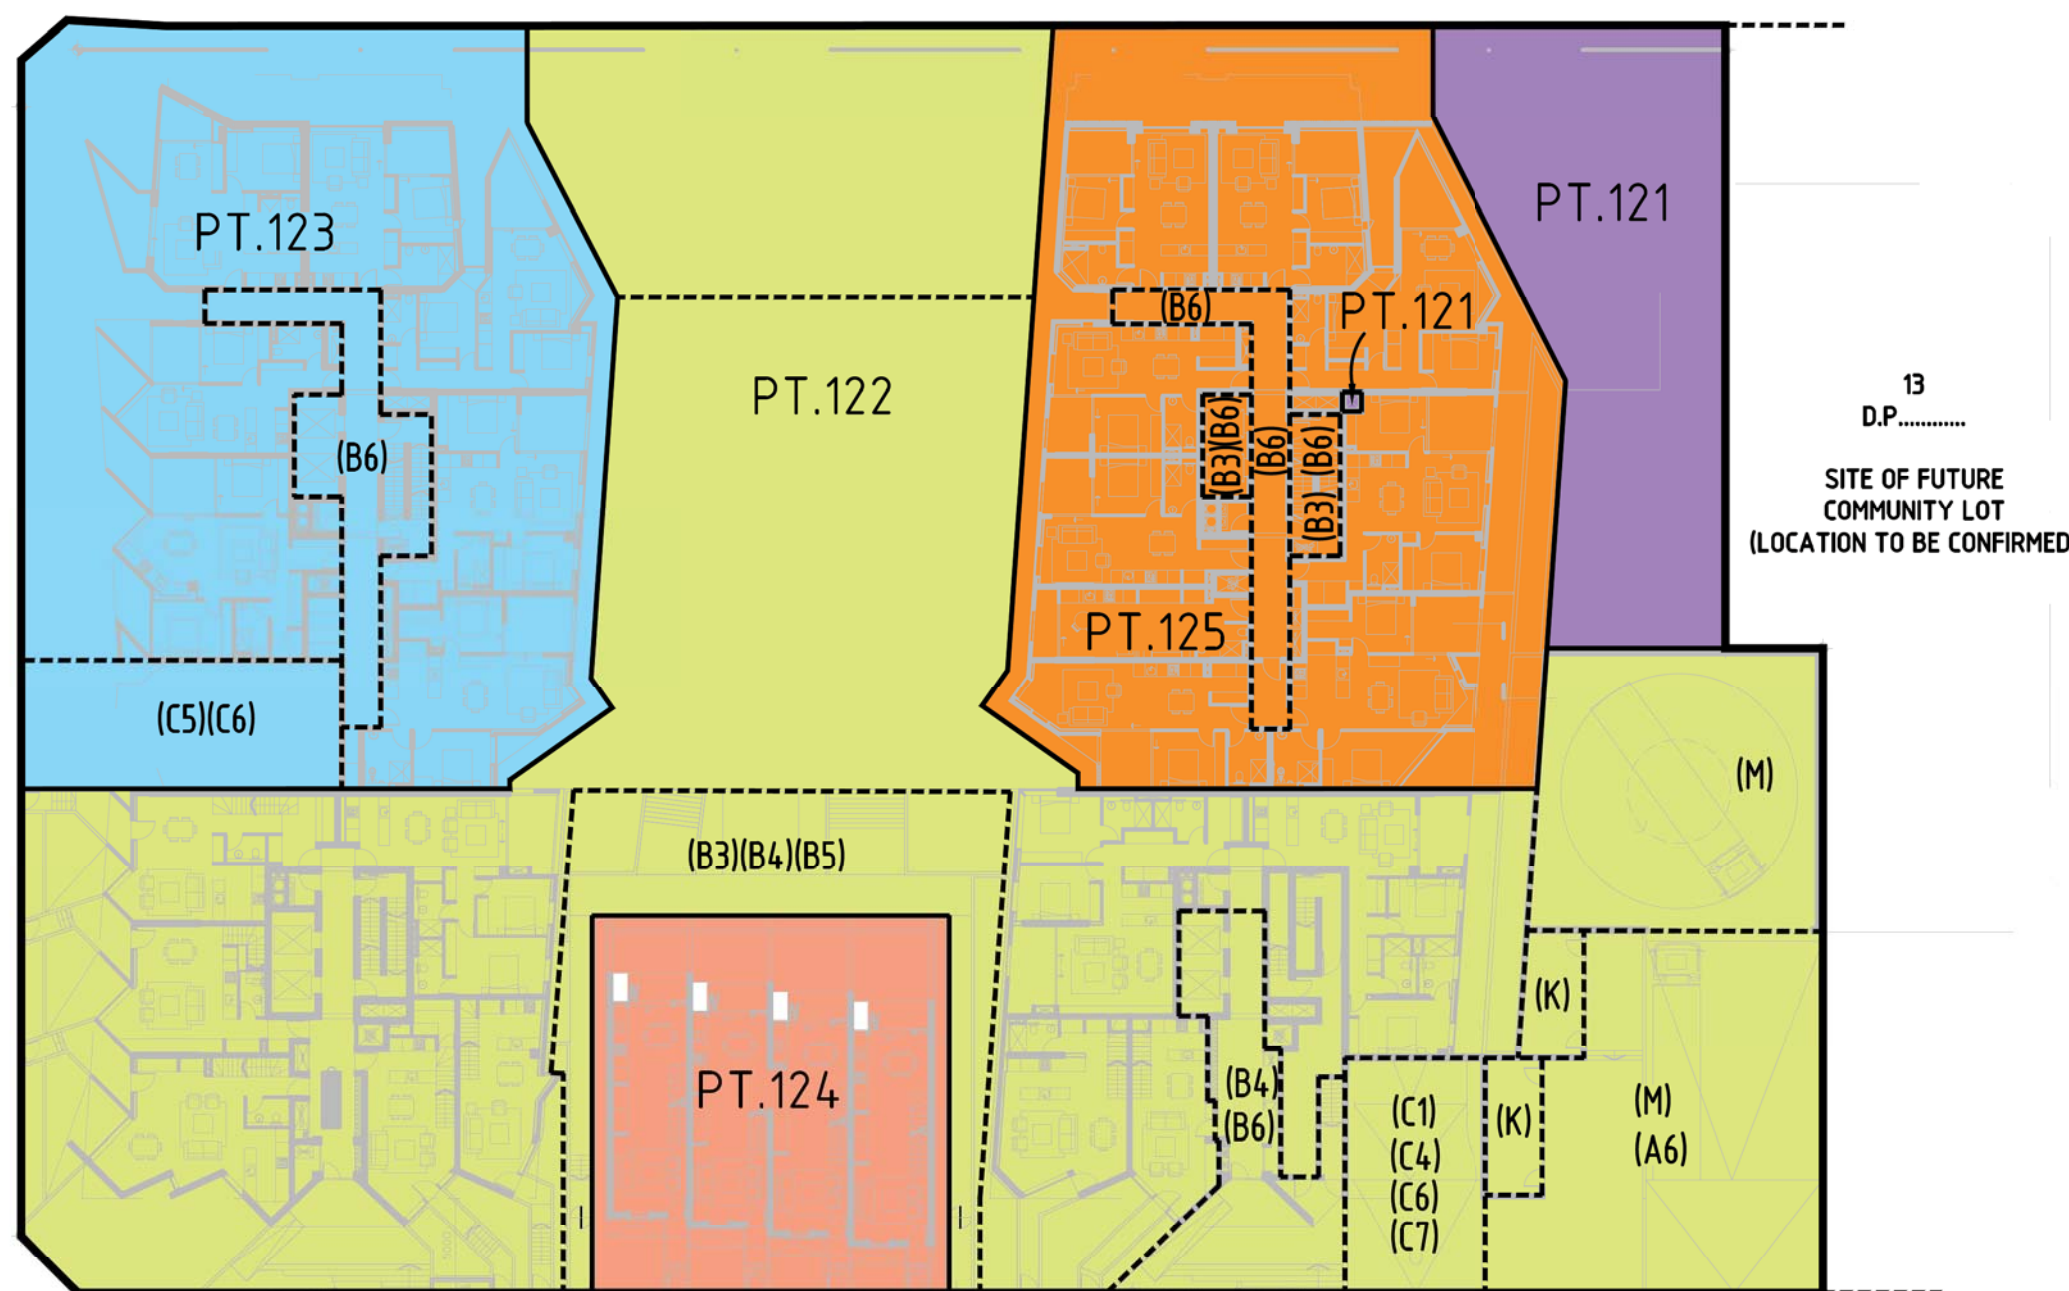 PT.123
PT.121
(B6)
PT.121
PT.122
13
D.P............
(B3)(B6)
(B6)
(B3) (B6)
(B6)
SITE OF FUTURE
COMMUNITY LOT
(LOCATION TO BE CONFIRMED
PT.125
(C5)(C6)
(M)
(B3)(B4)(B5)
(K)
PT.124
(B4)
(B6)
(C1)
(C4)
(C6)
(C7)
(K)
(M)
(A6)